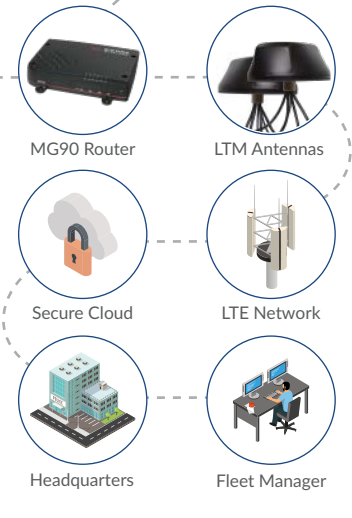 MG90 Router
LTM Antennas
Secure Cloud
LTE Network
Headquarters
Fleet Manager